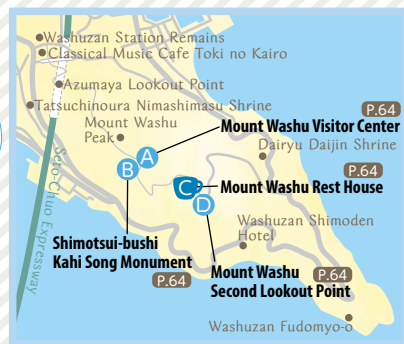 Washuzan Station Remains
Classical Music Cafe Toki no Kairo
Azumaya Lookout Point
Tatsuchinoura Nimashimasu Shrine
Mount Washu
Peak
P.64
Mount Washu Visitor Center
A
B
Dairyu Daijin Shrine
P.64
C
Mount Washu Rest House
D
Seto-Chuo Expressway
Shimotsui-bushi
Kahi Song Monument
P.64
Washuzan Shimoden
Hotel
Mount Washu
Second Lookout Point
P.64
Washuzan Fudomyo-o